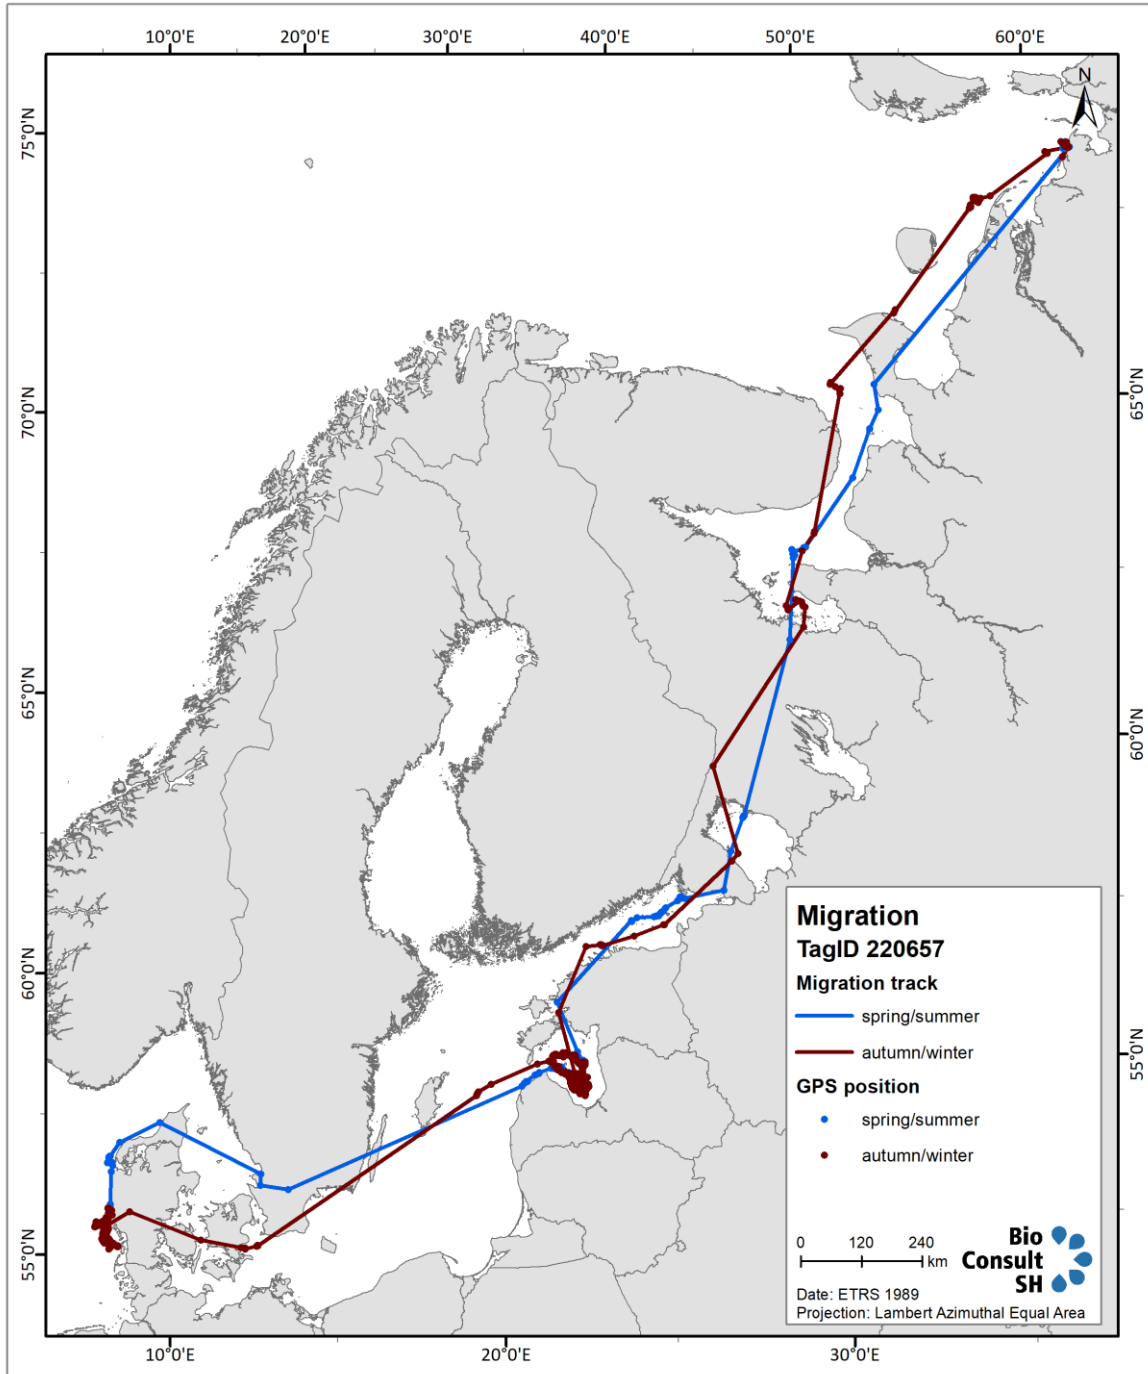 10°0'E 20°0'E 30°0'E 40°0'E 50°0'E 60°0'E
N
75°0'N
70°0'N
65°0'N
65°0'N
60°0'N
60°0'N
55°0'N
55°0'N
Migration
TagID 220657
Migration track
spring/summer
autumn/winter
GPS position
spring/summer
autumn/winter
0 120 240
km
Bio
Consult
SH
Date: ETRS 1989
Projection: Lambert Azimuthal Equal Area
10°0'E 20°0'E 30°0'E